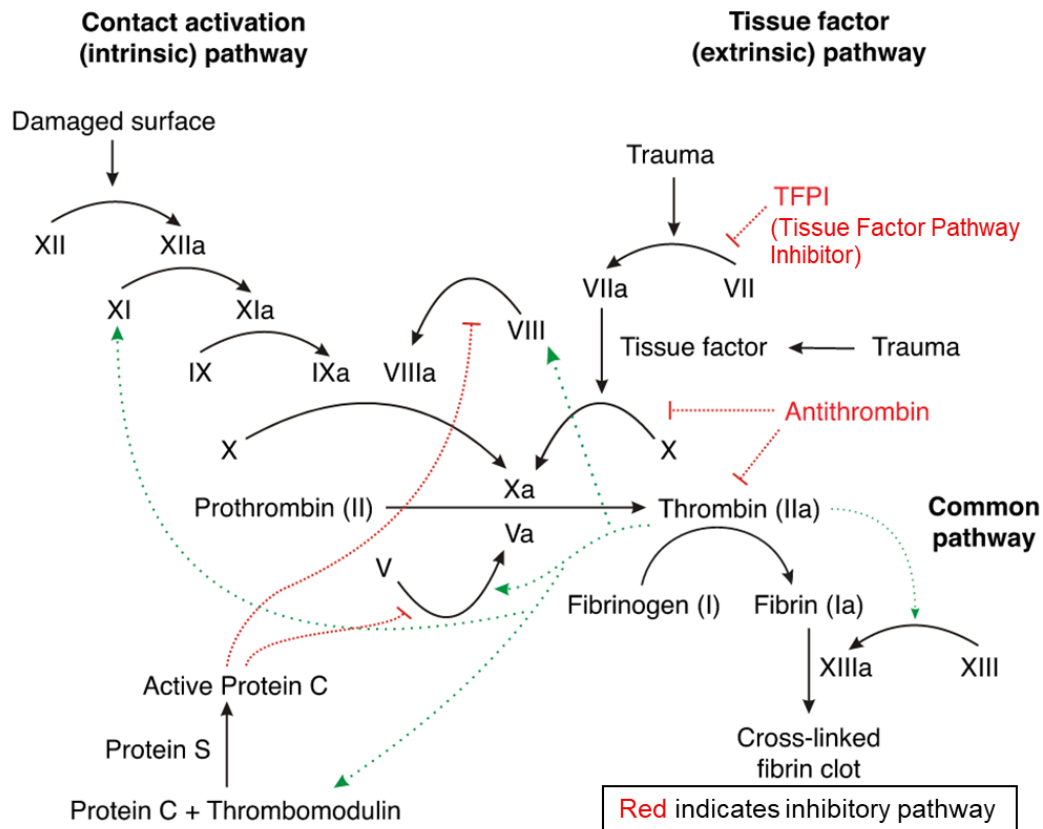 Contact activation
(intrinsic) pathway
Tissue factor
(extrinsic) pathway
Damaged surface
Trauma
TFPI
(Tissue Factor Pathway
Inhibitor)
XII
XIIa
VIIa
VII
XI
XIa
VIII
Tissue factor
Trauma
IX
IXa
VIIIa
Antithrombin
X
X
Xa
Prothrombin (II)
Thrombin (IIa)
Common
pathway
Va
V
Fibrinogen (I)
Fibrin (Ia)
XIIIa
XIII
Active Protein C
Protein S
Cross-linked
fibrin clot
Protein C + Thrombomodulin
Red indicates inhibitory pathway